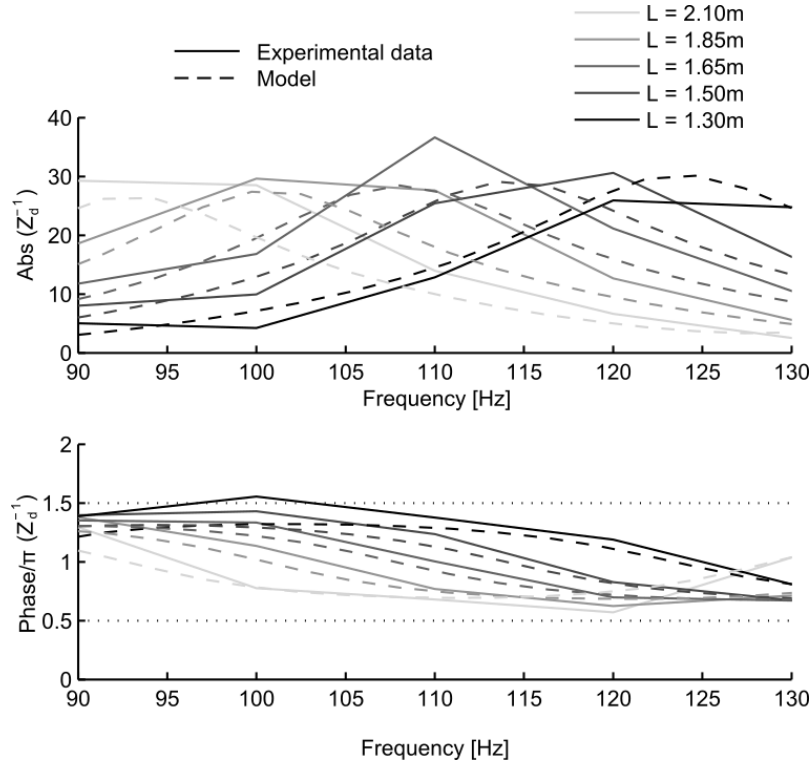 L = 2.10m
Experimental data L = 1.85m
Model L = 1.65m
L = 1.50m
L = 1.30m
40
30
20
10
0
Abs (Z_d^-1)
90 95 100 105 110 115 120 125 130
Frequency [Hz]
2
1.5
1
0.5
0
Phase/π (Z_d^-1)
90 95 100 105 110 115 120 125 130
Frequency [Hz]